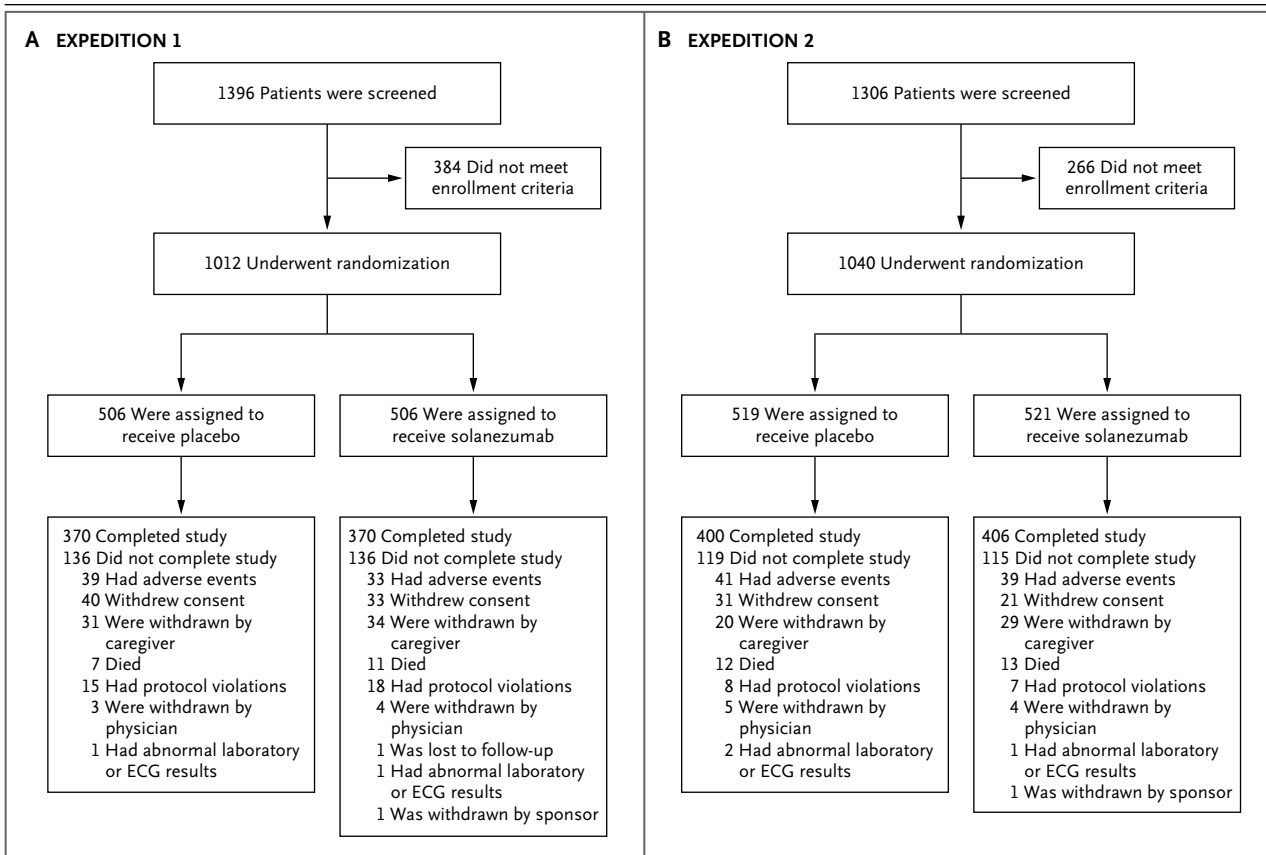 A EXPEDITION 1
1396 Patients were screened
384 Did not meet
enrollment criteria
1012 Underwent randomization
506 Were assigned to
receive placebo
506 Were assigned to
receive solanezumab
370 Completed study
136 Did not complete study
39 Had adverse events
40 Withdrew consent
31 Were withdrawn by
caregiver
7 Died
15 Had protocol violations
3 Were withdrawn by
physician
1 Had abnormal laboratory
or ECG results
370 Completed study
136 Did not complete study
33 Had adverse events
33 Withdrew consent
34 Were withdrawn by
caregiver
11 Died
18 Had protocol violations
4 Were withdrawn by
physician
1 Was lost to follow-up
1 Had abnormal laboratory
or ECG results
1 Was withdrawn by sponsor
B EXPEDITION 2
1306 Patients were screened
266 Did not meet
enrollment criteria
1040 Underwent randomization
519 Were assigned to
receive placebo
521 Were assigned to
receive solanezumab
400 Completed study
119 Did not complete study
41 Had adverse events
31 Withdrew consent
20 Were withdrawn by
caregiver
12 Died
8 Had protocol violations
5 Were withdrawn by
physician
2 Had abnormal laboratory
or ECG results
406 Completed study
115 Did not complete study
39 Had adverse events
21 Withdrew consent
29 Were withdrawn by
caregiver
13 Died
7 Had protocol violations
4 Were withdrawn by
physician
1 Had abnormal laboratory
or ECG results
1 Was withdrawn by sponsor